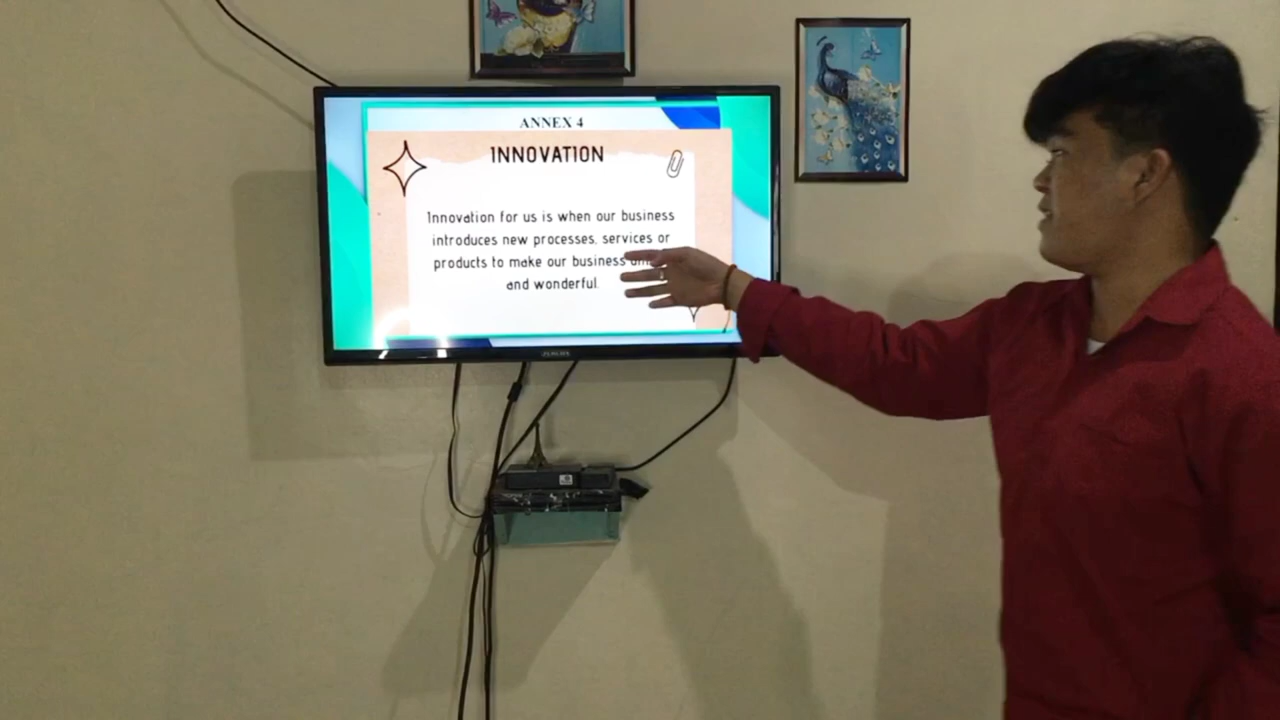 ANNEX 4
INNOVATION
Innovation for us is when our business
introduces new processes, services or
products to make our business
and wonderful.